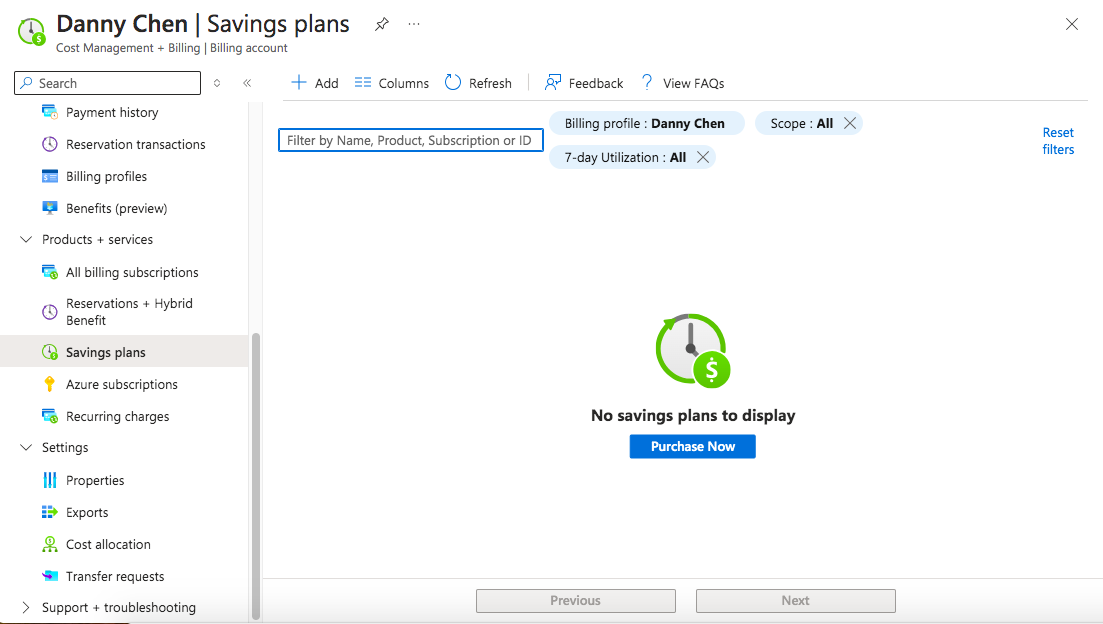 Danny Chen | Savings plans
Cost Management + Billing | Billing account
Search
Payment history
Reservation transactions
Billing profiles
Benefits (preview)
Products + services
All billing subscriptions
Reservations + Hybrid
Benefit
Savings plans
Azure subscriptions
Recurring charges
Settings
Properties
Exports
Cost allocation
Transfer requests
Support + troubleshooting
Add Columns Refresh Feedback View FAQs
Filter by Name, Product, Subscription or ID
Billing profile : Danny Chen
Scope : All
7-day Utilization : All
Reset
filters
No savings plans to display
Purchase Now
Previous Next